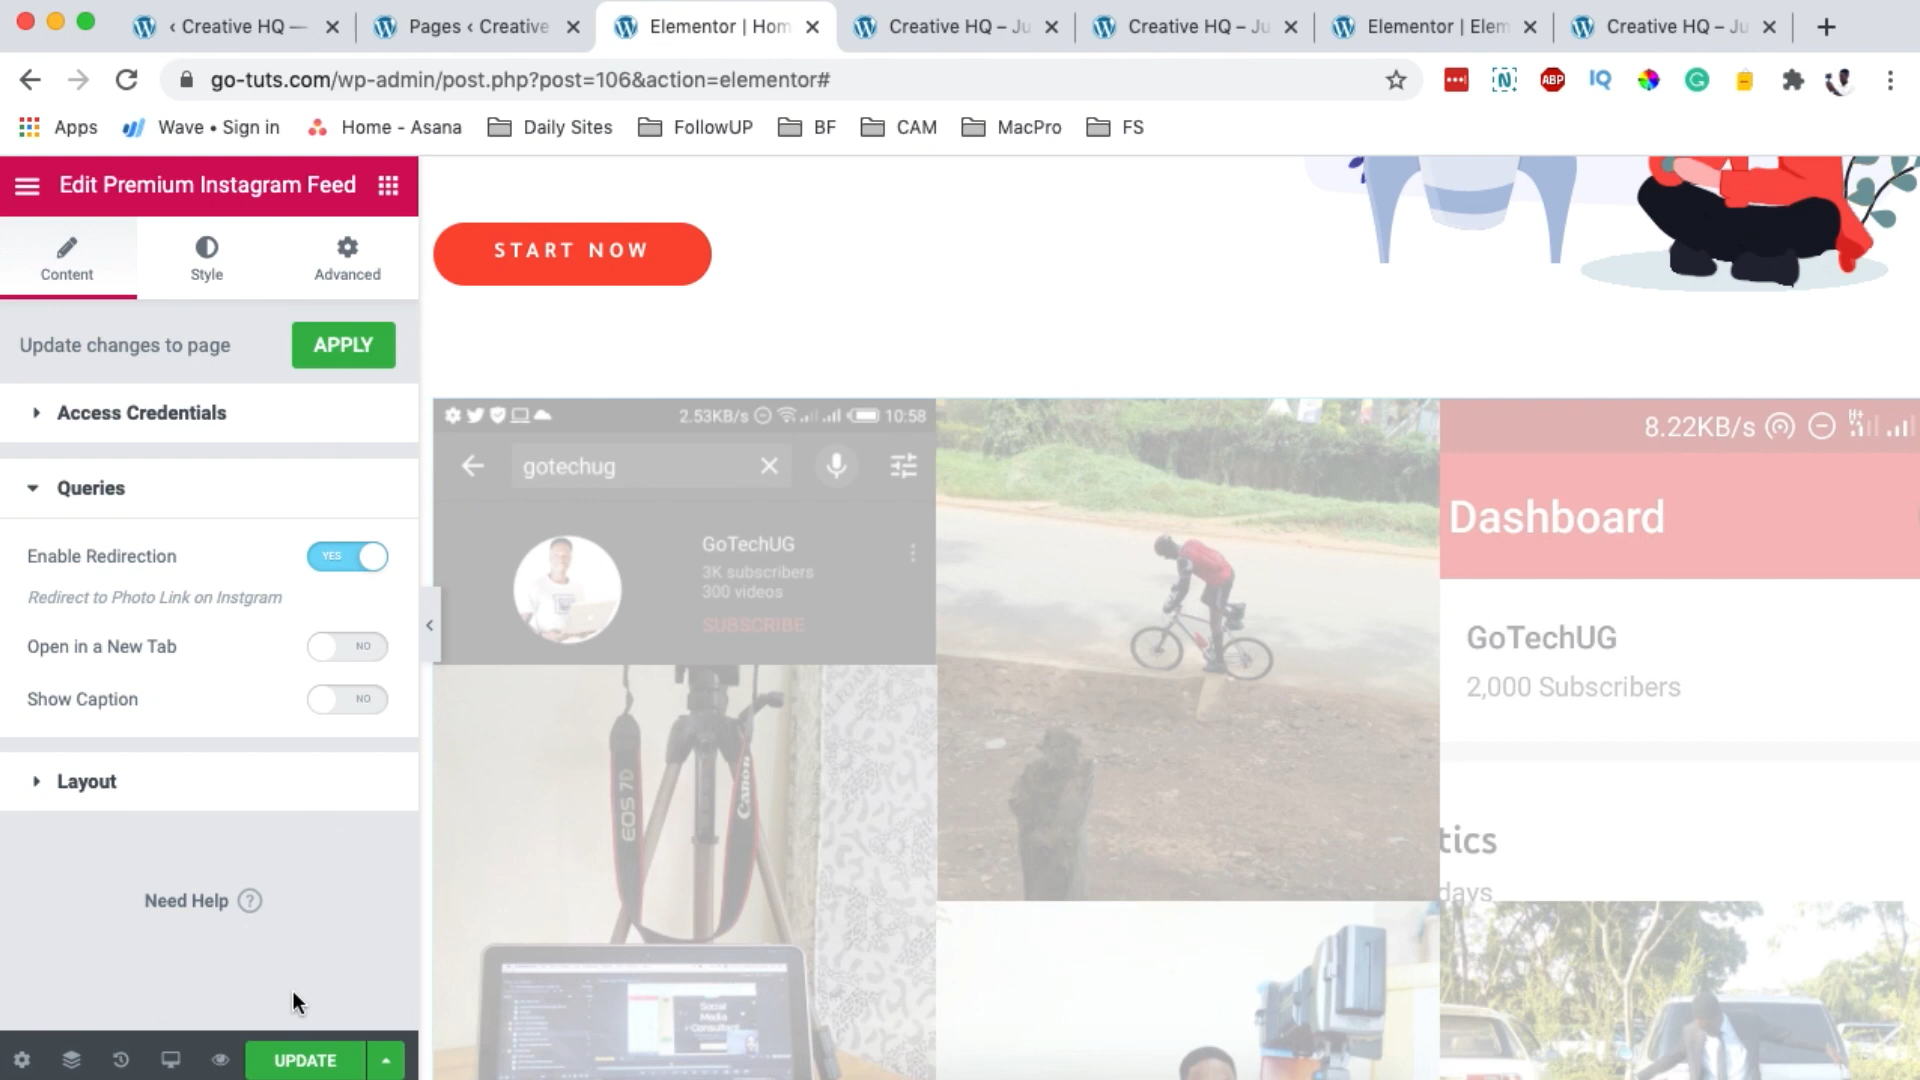 ‹ Creative HQ —
Pages ‹ Creative
Elementor | Hom
Creative HQ – Ju
Creative HQ – Ju
Elementor | Elem
Creative HQ – Ju
go-tuts.com/wp-admin/post.php?post=106&action=elementor#
ABP
IQ
Apps
Wave • Sign in
Home - Asana
Daily Sites
FollowUP
BF
CAM
MacPro
FS
Edit Premium Instagram Feed
Content
Style
Advanced
Update changes to page
APPLY
Access Credentials
Queries
Enable Redirection
YES
Redirect to Photo Link on Instgram
Open in a New Tab
NO
Show Caption
NO
Layout
Need Help
UPDATE
START NOW
2.53KB/s
10:58
gotechug
GoTechUG
3K subscribers
300 videos
SUBSCRIBE
EOS 7D
Canon
Social
Media
Consultant
8.22KB/s
H+
Dashboard
GoTechUG
2,000 Subscribers
tics
days